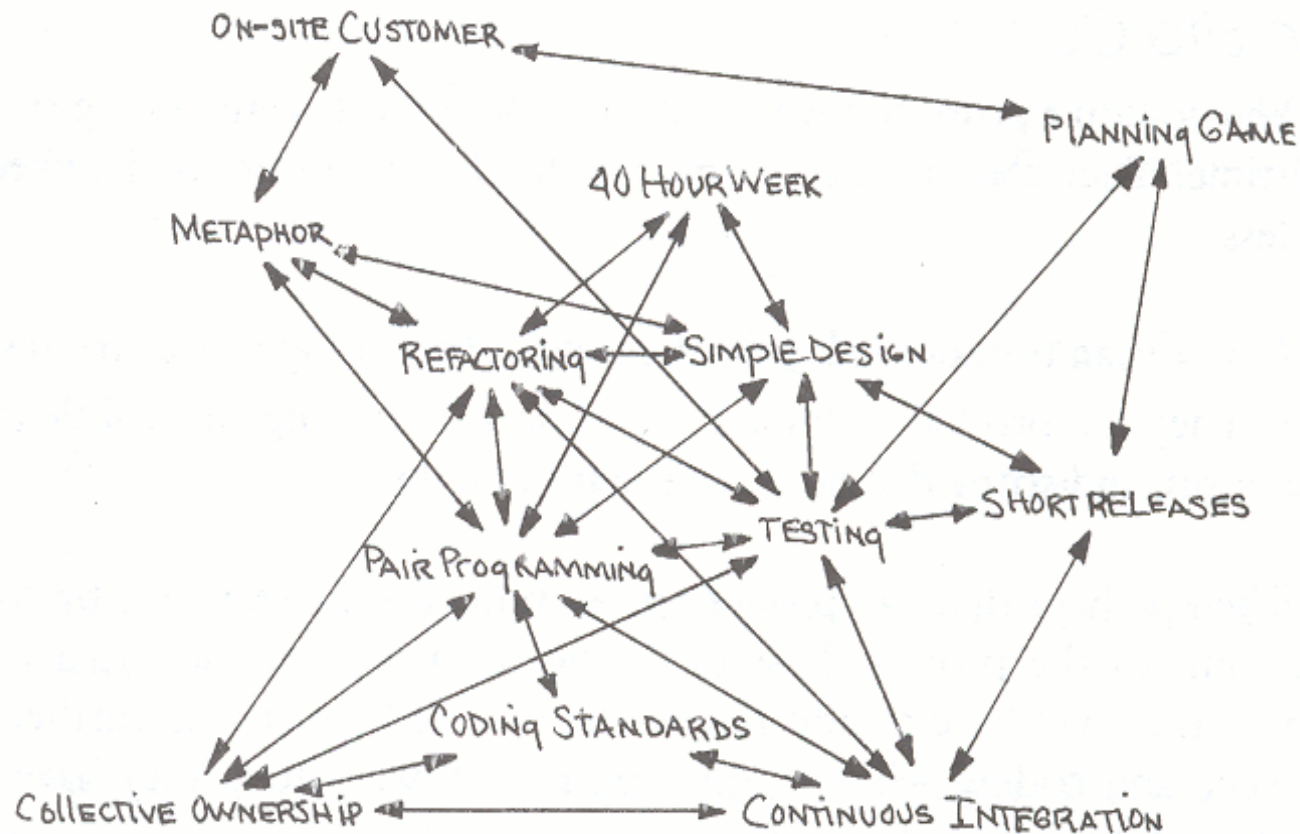 ON-SITE CUSTOMER
PLANNING GAME
40 HOUR WEEK
METAPHOR
REFACTORING
SIMPLE DESIGN
SHORT RELEASES
TESTING
PAIR PROGRAMMING
CODING STANDARDS
COLLECTIVE OWNERSHIP
CONTINUOUS INTEGRATION